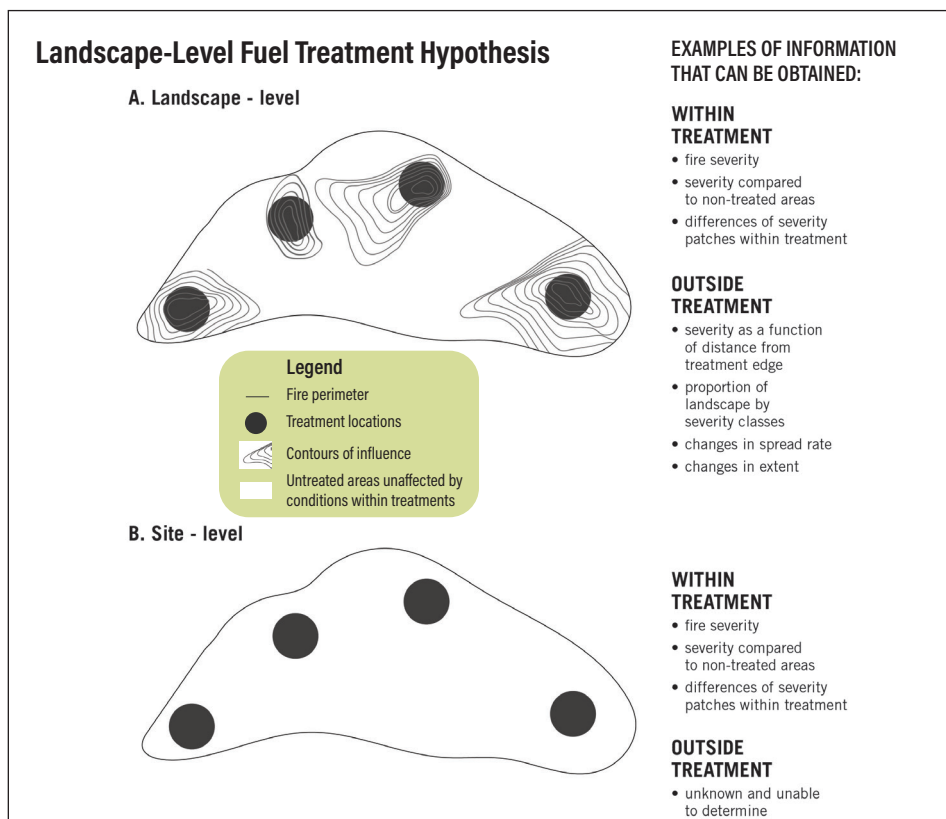 Landscape-Level Fuel Treatment Hypothesis
A. Landscape - level
Legend
Fire perimeter
Treatment locations
Contours of influence
Untreated areas unaffected by
conditions within treatments
B. Site - level
EXAMPLES OF INFORMATION
THAT CAN BE OBTAINED:
WITHIN
TREATMENT
• fire severity
• severity compared
to non-treated areas
• differences of severity
patches within treatment
OUTSIDE
TREATMENT
• severity as a function
of distance from
treatment edge
• proportion of
landscape by
severity classes
• changes in spread rate
• changes in extent
WITHIN
TREATMENT
• fire severity
• severity compared
to non-treated areas
• differences of severity
patches within treatment
OUTSIDE
TREATMENT
• unknown and unable
to determine